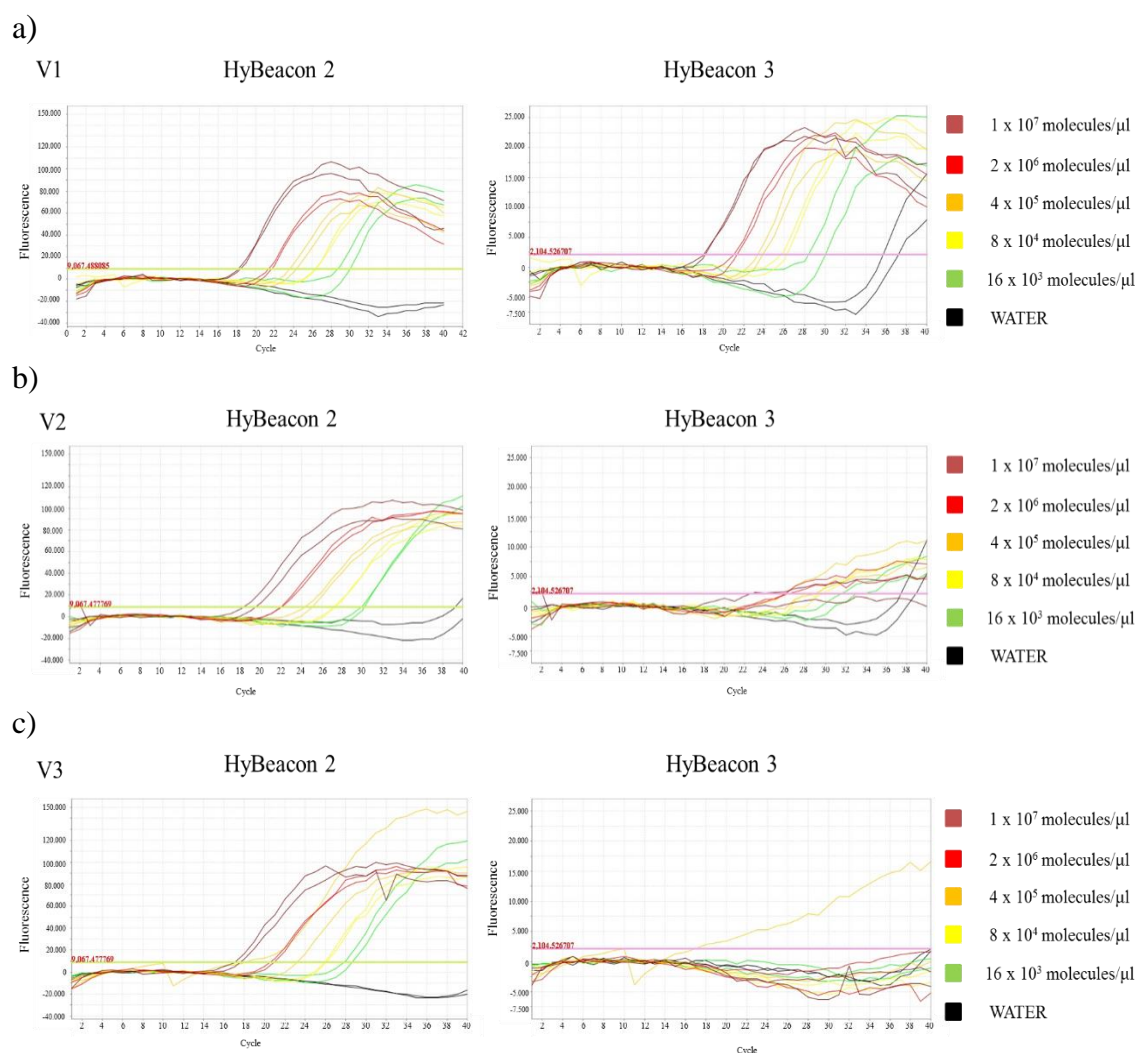 a)
V1 HyBeacon 2 HyBeacon 3
150.000
120.000
100.000
80.000
60.000
40.000
20.000
0
-20.000
-40.000
Fluorescence
9,067.488085
0 2 4 6 8 10 12 14 16 18 20 22 24 26 28 30 32 34 36 38 40 42
Cycle
25.000
20.000
15.000
10.000
5.000
0
-5.000
-7.500
Fluorescence
2,104.526707
2 4 6 8 10 12 14 16 18 20 22 24 26 28 30 32 34 36 38 40
Cycle
1 x 10⁷ molecules/µl
2 x 10⁶ molecules/µl
4 x 10⁵ molecules/µl
8 x 10⁴ molecules/µl
16 x 10³ molecules/µl
WATER
b)
V2 HyBeacon 2 HyBeacon 3
150.000
120.000
100.000
80.000
60.000
40.000
20.000
0
-20.000
-40.000
Fluorescence
9,067.477769
2 4 6 8 10 12 14 16 18 20 22 24 26 28 30 32 34 36 38 40
Cycle
25.000
20.000
15.000
10.000
5.000
0
-5.000
-7.500
Fluorescence
2,104.526707
2 4 6 8 10 12 14 16 18 20 22 24 26 28 30 32 34 36 38 40
Cycle
1 x 10⁷ molecules/µl
2 x 10⁶ molecules/µl
4 x 10⁵ molecules/µl
8 x 10⁴ molecules/µl
16 x 10³ molecules/µl
WATER
c)
V3 HyBeacon 2 HyBeacon 3
150.000
120.000
100.000
80.000
60.000
40.000
20.000
0
-20.000
-40.000
Fluorescence
9,067.477769
2 4 6 8 10 12 14 16 18 20 22 24 26 28 30 32 34 36 38 40
Cycle
25.000
20.000
15.000
10.000
5.000
0
-5.000
-7.500
Fluorescence
2,104.526707
2 4 6 8 10 12 14 16 18 20 22 24 26 28 30 32 34 36 38 40
Cycle
1 x 10⁷ molecules/µl
2 x 10⁶ molecules/µl
4 x 10⁵ molecules/µl
8 x 10⁴ molecules/µl
16 x 10³ molecules/µl
WATER